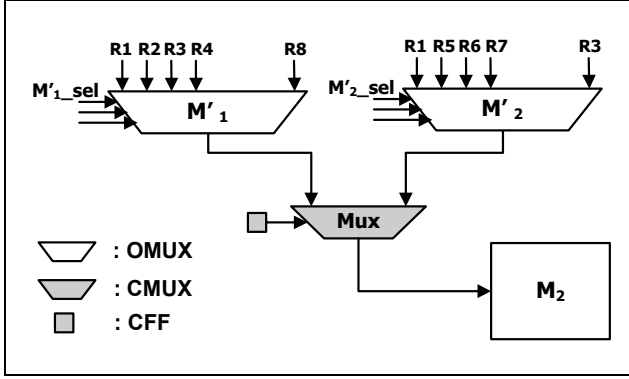 R1 R2 R3 R4 R8 R1 R5 R6 R7 R3
M'₁_sel M'₂_sel
M'₁ M'₂
Mux
: OMUX
: CMUX
: CFF
M₂